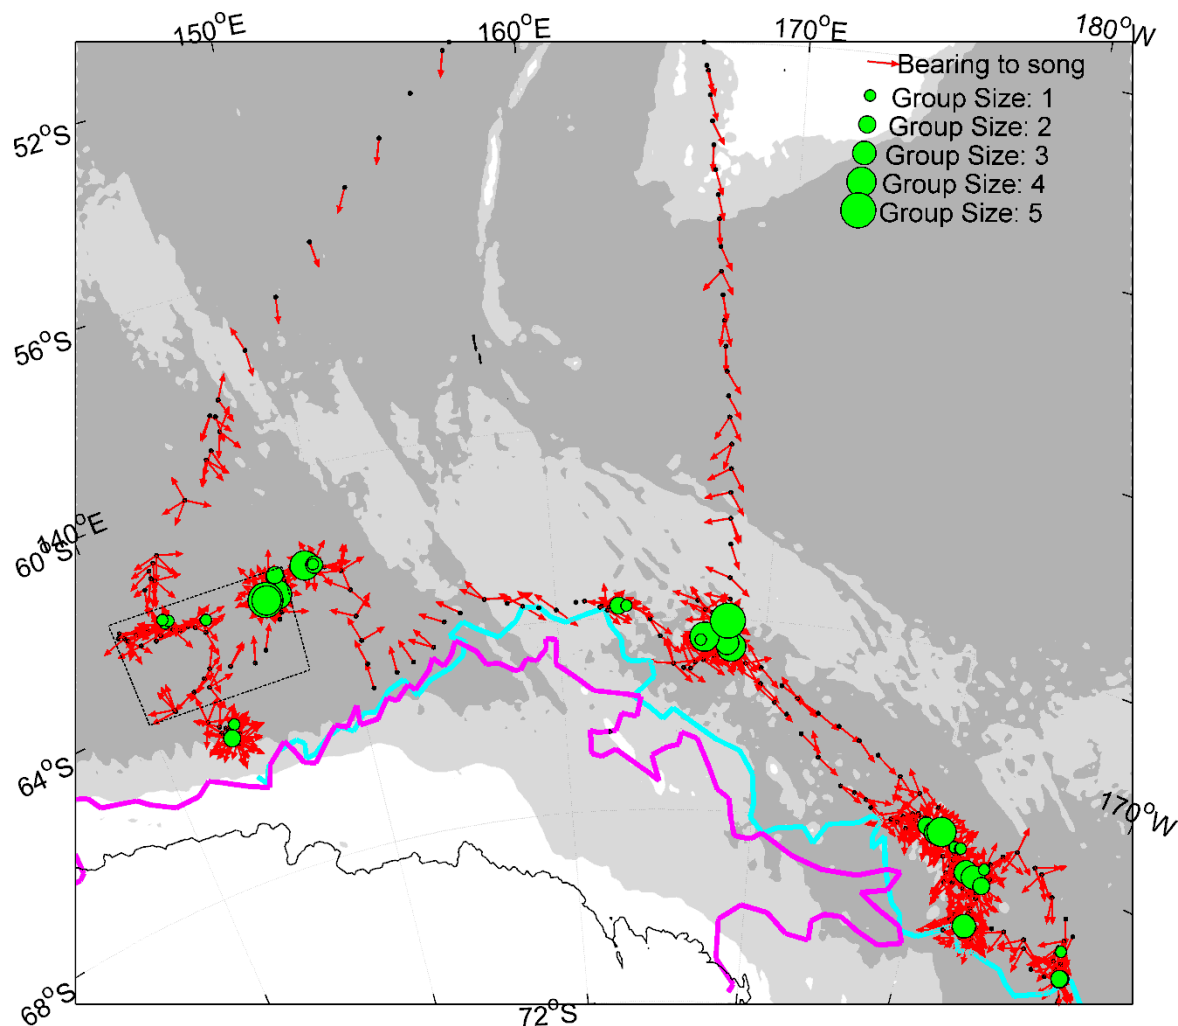 150°E
160°E
170°E
180°W
Bearing to song
Group Size: 1
Group Size: 2
Group Size: 3
Group Size: 4
Group Size: 5
52°S
56°S
140°E
60°S
64°S
170°W
68°S
72°S